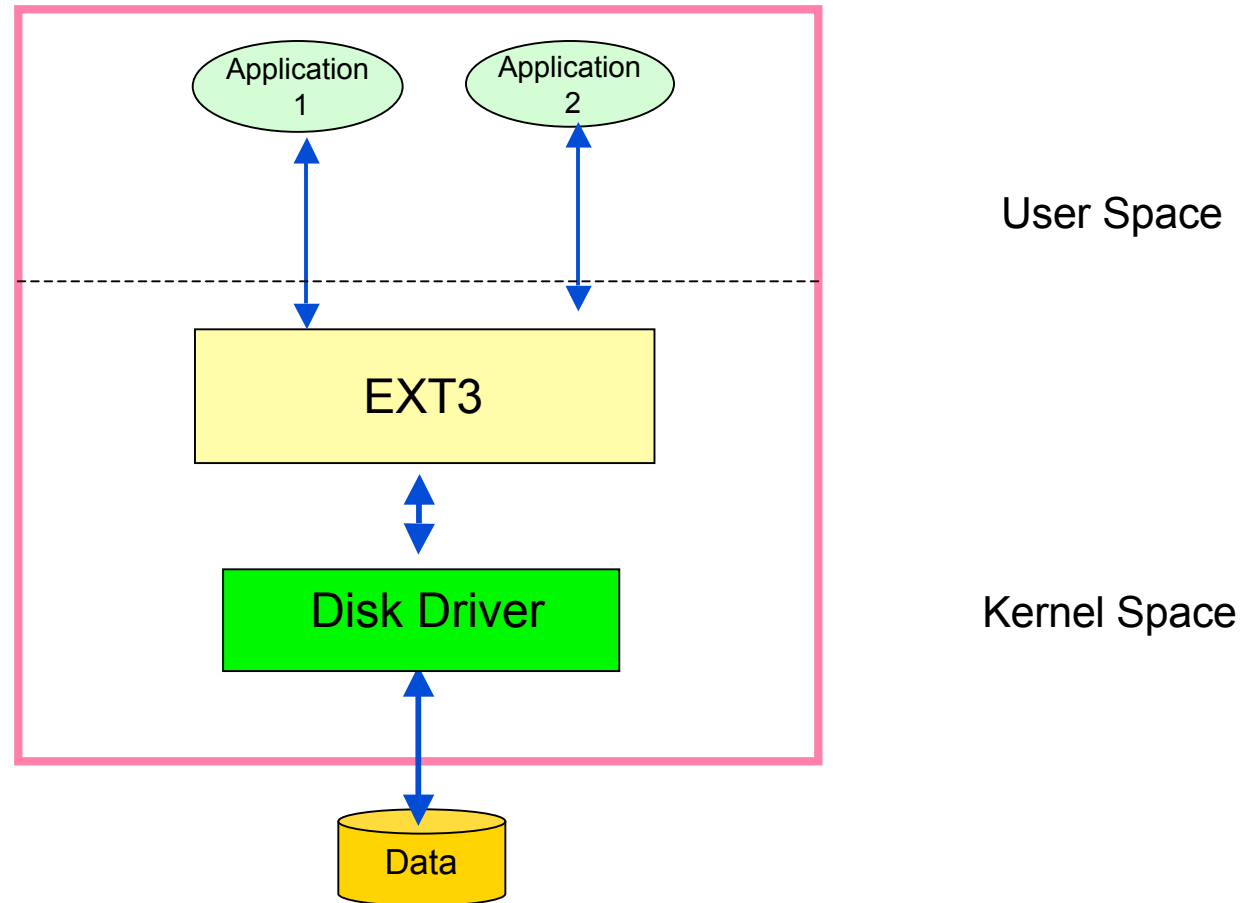 Application
1
Application
2
User Space
EXT3
Disk Driver
Kernel Space
Data